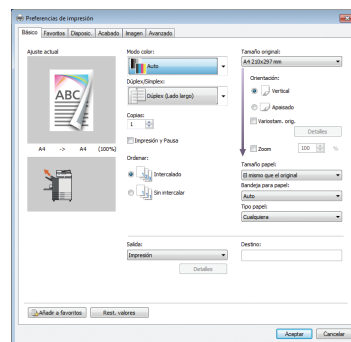 Preferencias de impresión
Básico
Favoritos
Disposic.
Acabado
Imagen
Avanzado
Ajuste actual
ABC
A4 -> A4 (100%)
Modo color:
Auto
Dúplex/Símplex:
Dúplex (Lado largo)
Copias:
1
Impresión y Pausa
Ordenar:
Intercalado
Sin intercalar
Salida:
Impresión
Detalles
Tamaño original:
A4 210x297 mm
Orientación:
Vertical
Apaisado
Variostam. orig.
Detalles
Zoom 100 %
Tamaño papel:
El mismo que el original
Bandeja para papel:
Auto
Tipo papel:
Cualquiera
Destino:
Añadir a favoritos
Rest. valores
Aceptar
Cancelar